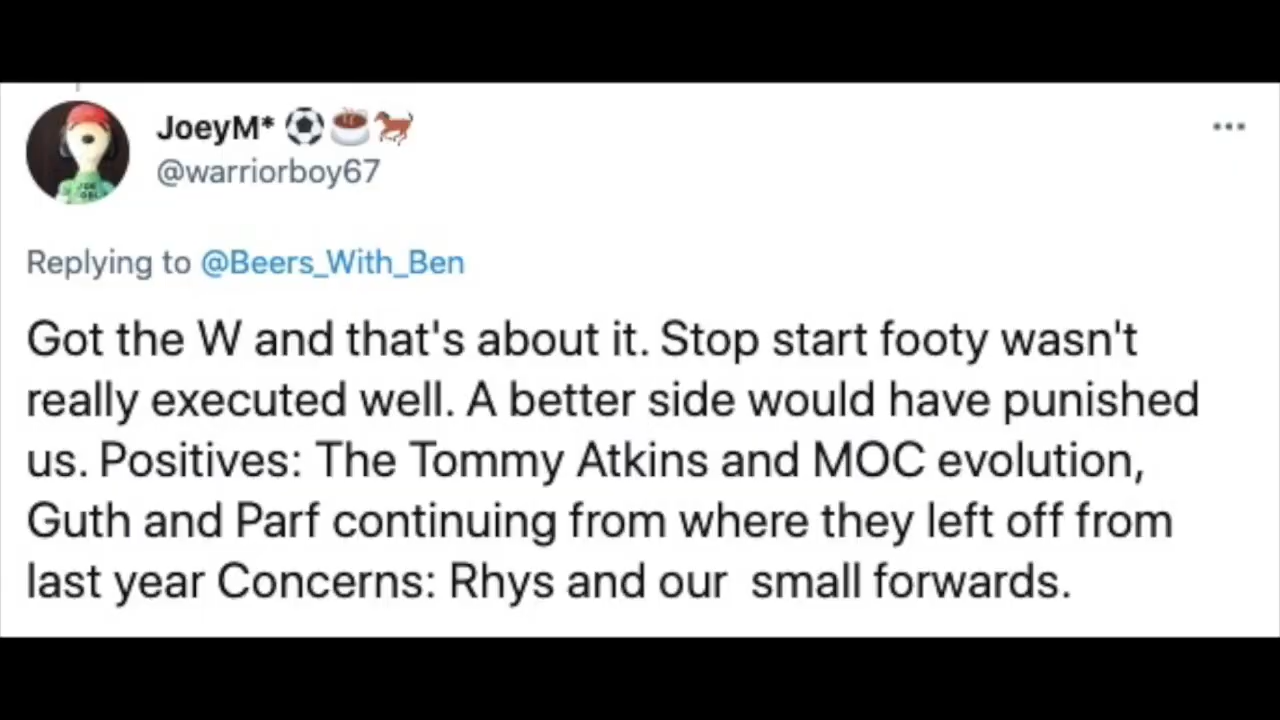 JoeyM* ⚽☕🐎
@warriorboy67
Replying to @Beers_With_Ben
Got the W and that's about it. Stop start footy wasn't
really executed well. A better side would have punished
us. Positives: The Tommy Atkins and MOC evolution,
Guth and Parf continuing from where they left off from
last year Concerns: Rhys and our  small forwards.